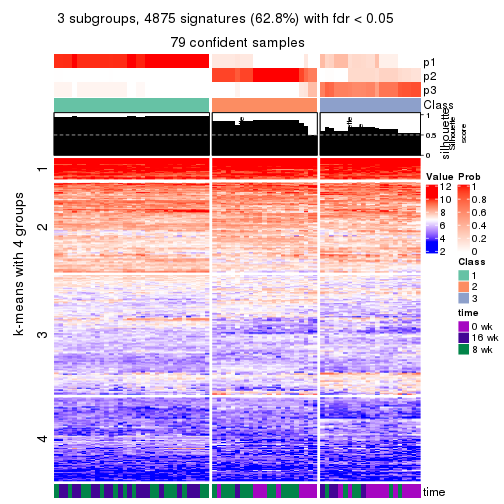 3 subgroups, 4875 signatures (62.8%) with fdr < 0.05
79 confident samples
p1
p2
p3
Class
silhouette
Silhouette
score
1
0.5
0
k-means with 4 groups
1
2
3
4
time
Value
12
10
8
6
4
2
Prob
1
0.8
0.6
0.4
0.2
0
Class
1
2
3
time
0 wk
16 wk
8 wk